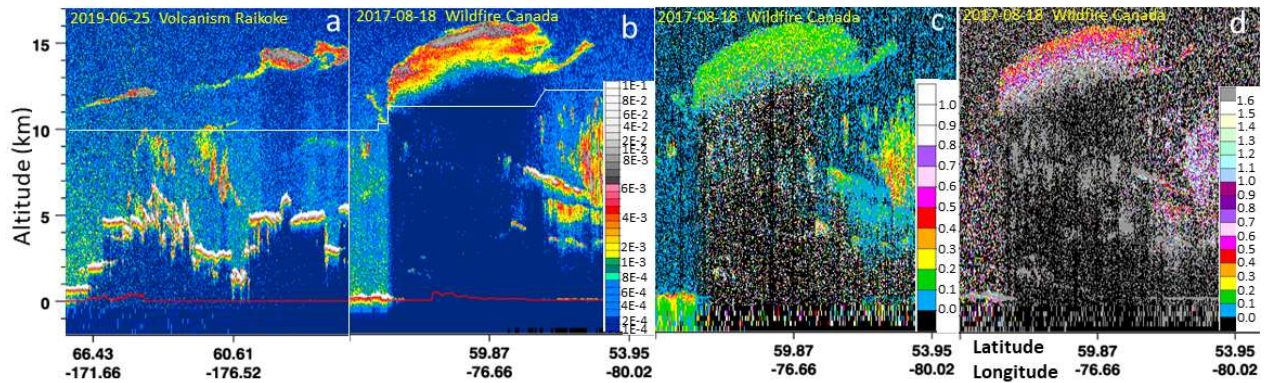 2019-06-25 Volcanism Raikoke
a
2017-08-18 Wildfire Canada
b
2017-08-18 Wildfire Canada
c
2017-08-18 Wildfire Canada
d
Altitude (km)
15
10
5
0
1E-1
8E-2
6E-2
4E-2
2E-2
1E-2
8E-3
6E-3
4E-3
2E-3
1E-3
8E-4
6E-4
4E-4
2E-4
1E-4
1.0
0.9
0.8
0.7
0.6
0.5
0.4
0.3
0.2
0.1
0.0
1.6
1.5
1.4
1.3
1.2
1.1
1.0
0.9
0.8
0.7
0.6
0.5
0.4
0.3
0.2
0.1
0.0
66.43 60.61 59.87 53.95 59.87 53.95 Latitude 59.87 53.95
-171.66 -176.52 -76.66 -80.02 -76.66 -80.02 Longitude -76.66 -80.02